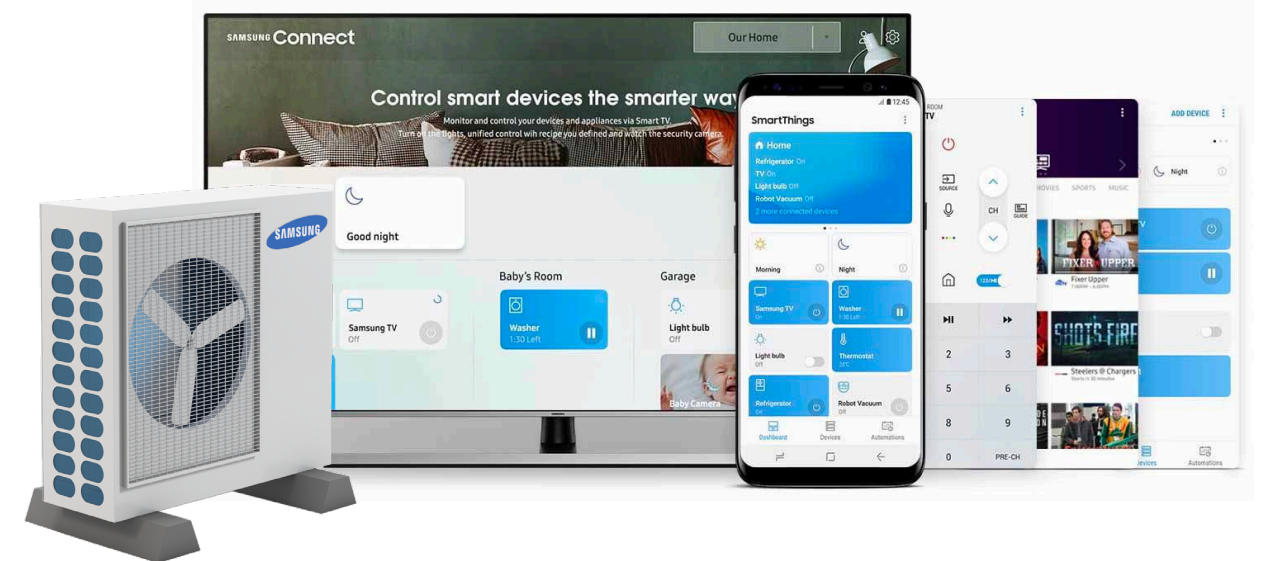 SAMSUNG Connect
Our Home
Control smart devices the smarter way
Monitor and control your devices and appliances via Smart TV.
Turn off the lights, unified control wih recipe you defined and watch the security camera.
Good night
Samsung TV
Off
Baby's Room
Washer
1:30 Left
Garage
Light bulb
Off
Baby Camera
SAMSUNG
12:45
SmartThings
Home
Refrigerator On
TV On
Light bulb Off
Robot Vacuum Off
2 more connected devices
Morning
Night
Samsung TV
On
Washer
1:30 Left
Light bulb
Off
Thermostat
Refrigerator
On
Robot Vacuum
Off
Dashboard
Devices
Automations
ROOM
TV
SOURCE
CH
GUIDE
2
3
5
6
8
9
0
PRE-CH
SPORTS
MUSIC
FIXER UPPER
Fixer Upper
SHOTS FIRE
Steelers @ Chargers
Starts in 30 minutes
ADD DEVICE
Night
Automations